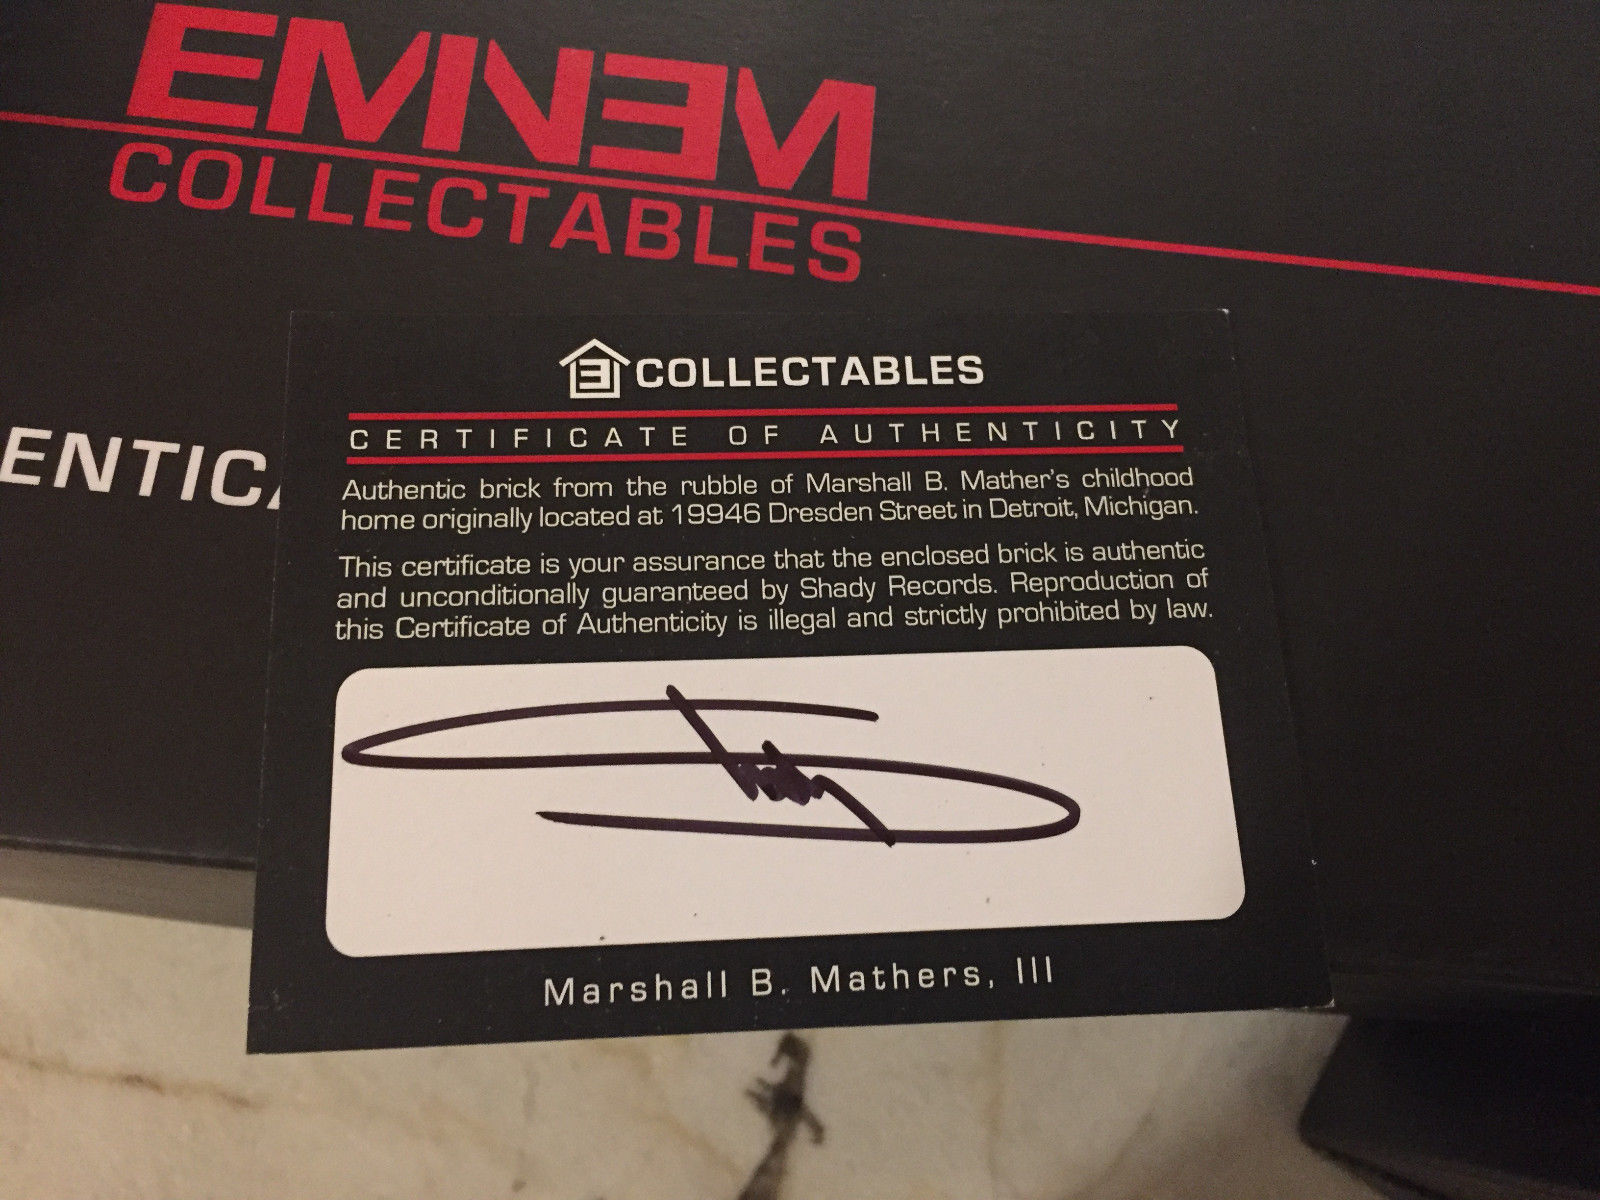 EMINEM
COLLECTABLES
ENTICA
E COLLECTABLES
CERTIFICATE OF AUTHENTICITY
Authentic brick from the rubble of Marshall B. Mather's childhood
home originally located at 19946 Dresden Street in Detroit, Michigan.
This certificate is your assurance that the enclosed brick is authentic
and unconditionally guaranteed by Shady Records. Reproduction of
this Certificate of Authenticity is illegal and strictly prohibited by law.
Marshall B. Mathers, III